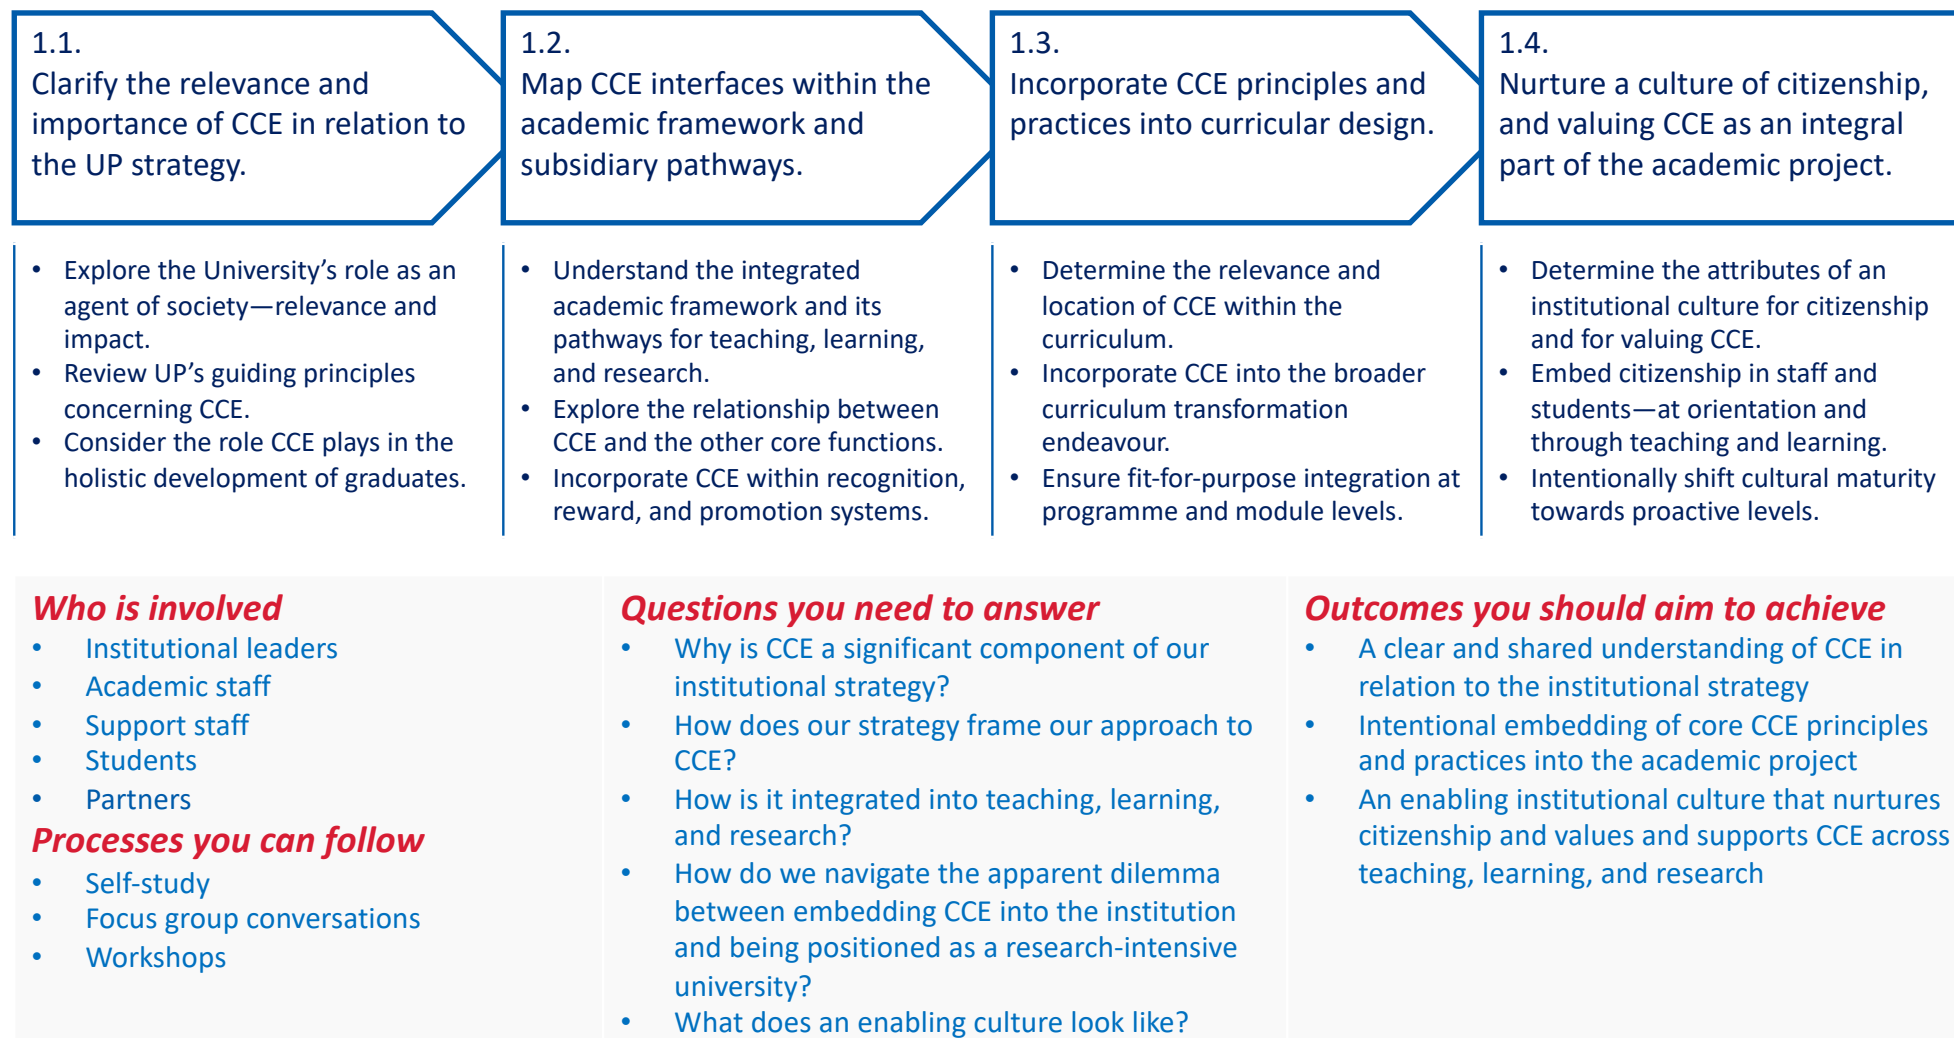 1.1.
Clarify the relevance and
importance of CCE in relation to
the UP strategy.
1.2.
Map CCE interfaces within the
academic framework and
subsidiary pathways.
1.3.
Incorporate CCE principles and
practices into curricular design.
1.4.
Nurture a culture of citizenship,
and valuing CCE as an integral
part of the academic project.
• Explore the University’s role as an
agent of society—relevance and
impact.
• Review UP’s guiding principles
concerning CCE.
• Consider the role CCE plays in the
holistic development of graduates.
• Understand the integrated
academic framework and its
pathways for teaching, learning,
and research.
• Explore the relationship between
CCE and the other core functions.
• Incorporate CCE within recognition,
reward, and promotion systems.
• Determine the relevance and
location of CCE within the
curriculum.
• Incorporate CCE into the broader
curriculum transformation
endeavour.
• Ensure fit-for-purpose integration at
programme and module levels.
• Determine the attributes of an
institutional culture for citizenship
and for valuing CCE.
• Embed citizenship in staff and
students—at orientation and
through teaching and learning.
• Intentionally shift cultural maturity
towards proactive levels.
Who is involved
• Institutional leaders
• Academic staff
• Support staff
• Students
• Partners
Processes you can follow
• Self-study
• Focus group conversations
• Workshops
Questions you need to answer
• Why is CCE a significant component of our
institutional strategy?
• How does our strategy frame our approach to
CCE?
• How is it integrated into teaching, learning,
and research?
• How do we navigate the apparent dilemma
between embedding CCE into the institution
and being positioned as a research-intensive
university?
• What does an enabling culture look like?
Outcomes you should aim to achieve
• A clear and shared understanding of CCE in
relation to the institutional strategy
• Intentional embedding of core CCE principles
and practices into the academic project
• An enabling institutional culture that nurtures
citizenship and values and supports CCE across
teaching, learning, and research